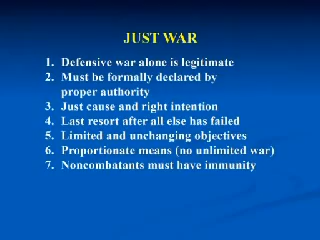 JUST WAR
1. Defensive war alone is legitimate
2. Must be formally declared by
proper authority
3. Just cause and right intention
4. Last resort after all else has failed
5. Limited and unchanging objectives
6. Proportionate means (no unlimited war)
7. Noncombatants must have immunity